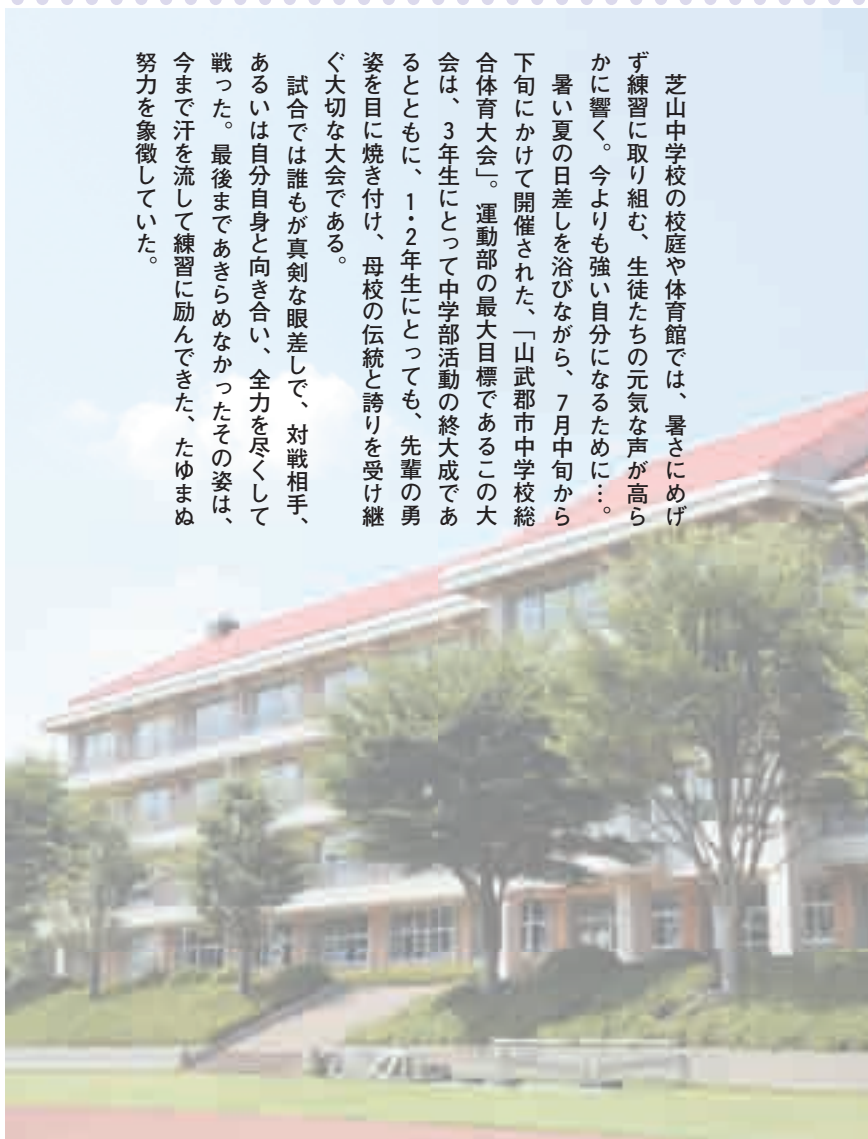 芝山中学校の校庭や体育館では、暑さにめげ
ず練習に取り組む、生徒たちの元気な声が高ら
かに響く。今よりも強い自分になるために…。
　暑い夏の日差しを浴びながら、7月中旬から
下旬にかけて開催された、「山武郡市中学校総
合体育大会」。運動部の最大目標であるこの大
会は、3年生にとって中学部活動の終大成であ
るとともに、1・2年生にとっても、先輩の勇
姿を目に焼き付け、母校の伝統と誇りを受け継
ぐ大切な大会である。
　試合では誰もが真剣な眼差しで、対戦相手、
あるいは自分自身と向き合い、全力を尽くして
戦った。最後まであきらめなかったその姿は、
今まで汗を流して練習に励んできた、たゆまぬ
努力を象徴していた。